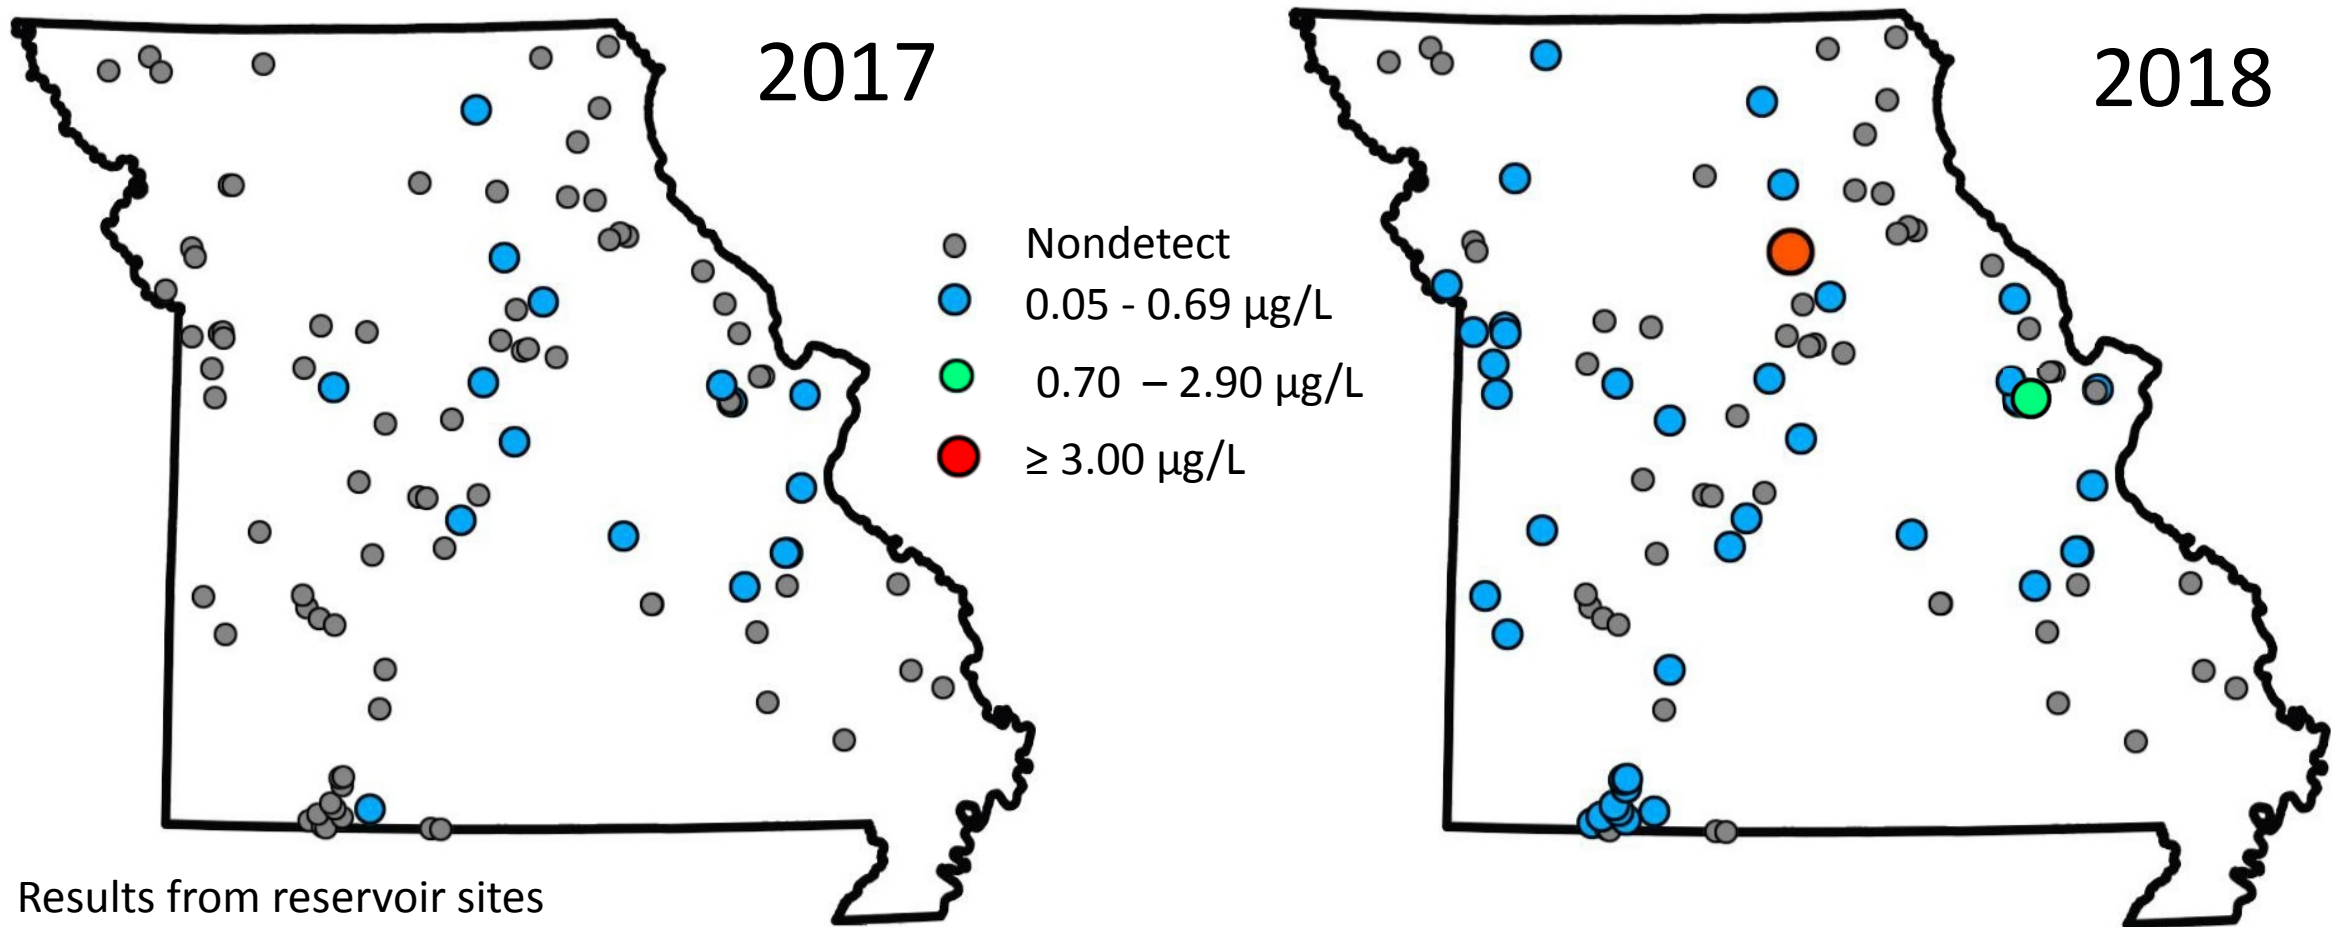 2017
2018
Nondetect
0.05 - 0.69 µg/L
0.70 – 2.90 µg/L
≥ 3.00 µg/L
Results from reservoir sites